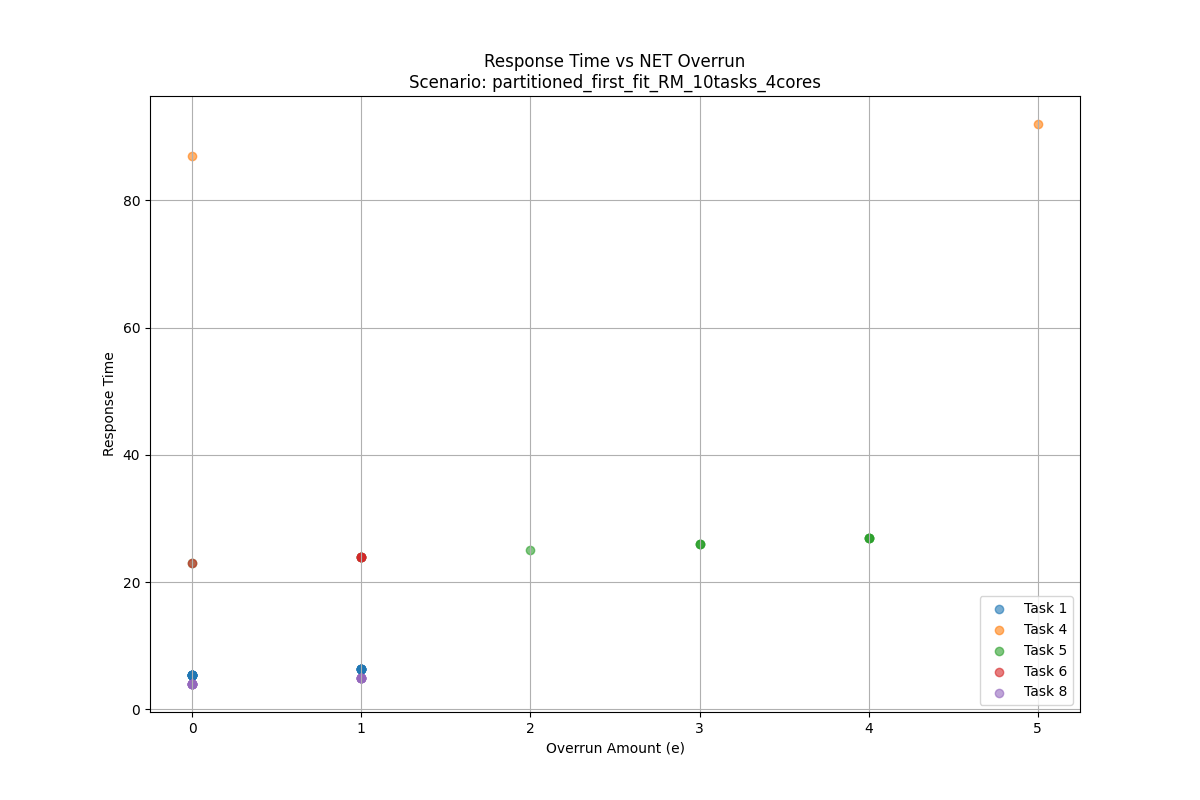 Response Time vs NET Overrun
Scenario: partitioned_first_fit_RM_10tasks_4cores
Response Time
80
60
40
20
0
0 1 2 3 4 5
Overrun Amount (e)
Task 1
Task 4
Task 5
Task 6
Task 8